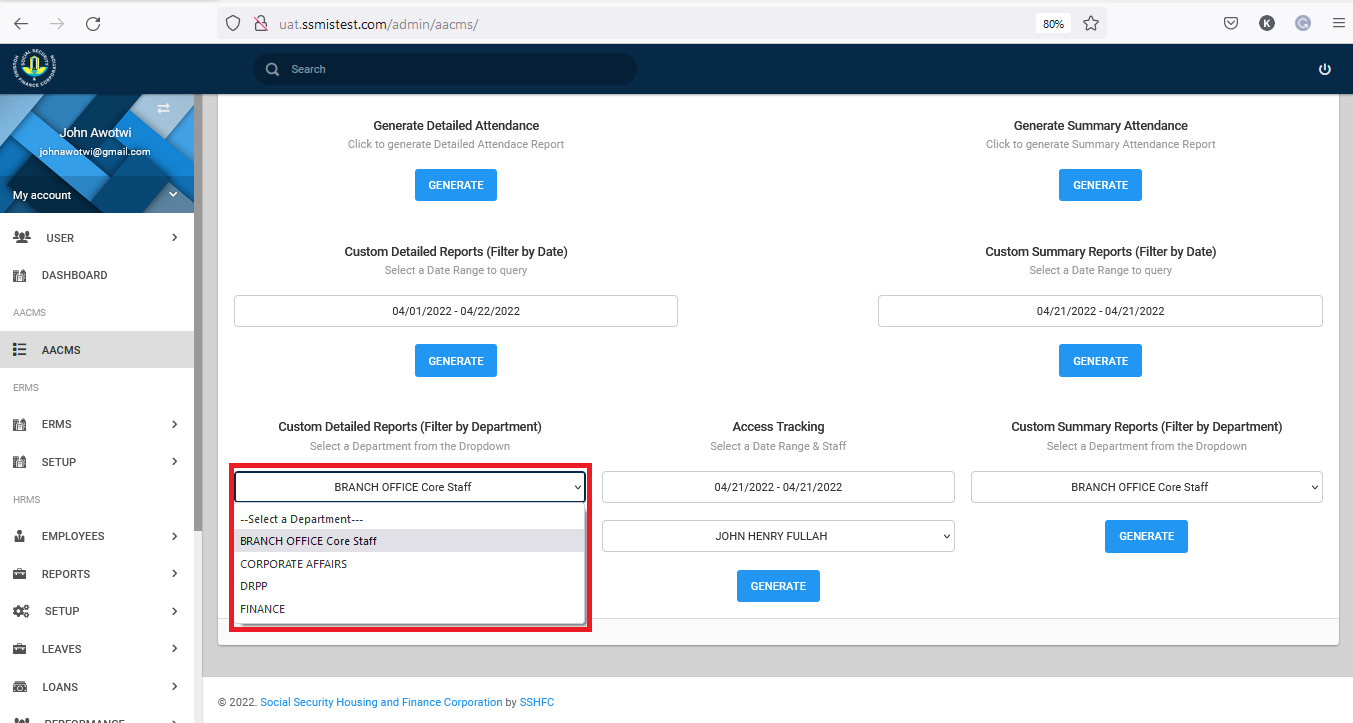 uat.ssmistest.com/admin/aacms/
80%
K
G
SOCIAL SECURITY
HOUSING
FINANCE CORPORATION
Search
John Awotwi
johnawotwi@gmail.com
My account
USER
DASHBOARD
AACMS
AACMS
ERMS
ERMS
SETUP
HRMS
EMPLOYEES
REPORTS
SETUP
LEAVES
LOANS
PERFORMANCE
Generate Detailed Attendance
Click to generate Detailed Attendace Report
GENERATE
Generate Summary Attendance
Click to generate Summary Attendance Report
GENERATE
Custom Detailed Reports (Filter by Date)
Select a Date Range to query
04/01/2022 - 04/22/2022
GENERATE
Custom Summary Reports (Filter by Date)
Select a Date Range to query
04/21/2022 - 04/21/2022
GENERATE
Custom Detailed Reports (Filter by Department)
Select a Department from the Dropdown
BRANCH OFFICE Core Staff
--Select a Department---
BRANCH OFFICE Core Staff
CORPORATE AFFAIRS
DRPP
FINANCE
Access Tracking
Select a Date Range & Staff
04/21/2022 - 04/21/2022
JOHN HENRY FULLAH
GENERATE
Custom Summary Reports (Filter by Department)
Select a Department from the Dropdown
BRANCH OFFICE Core Staff
GENERATE
© 2022. Social Security Housing and Finance Corporation by SSHFC